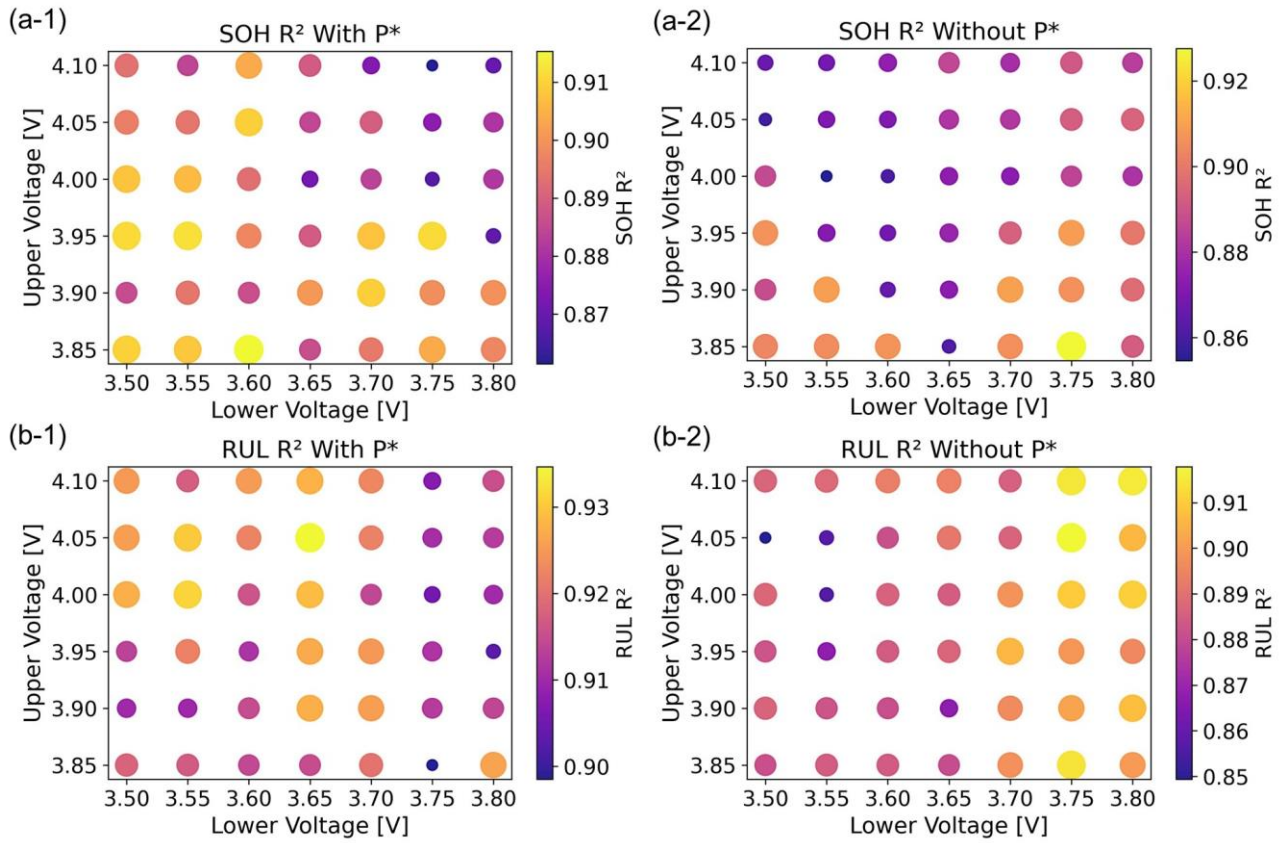 (a-1)
SOH R² With P*
Upper Voltage [V]
4.10
4.05
4.00
3.95
3.90
3.85
3.50 3.55 3.60 3.65 3.70 3.75 3.80
Lower Voltage [V]
0.91
0.90
0.89
0.88
0.87
SOH R²
(a-2)
SOH R² Without P*
Upper Voltage [V]
4.10
4.05
4.00
3.95
3.90
3.85
3.50 3.55 3.60 3.65 3.70 3.75 3.80
Lower Voltage [V]
0.92
0.90
0.88
0.86
SOH R²
(b-1)
RUL R² With P*
Upper Voltage [V]
4.10
4.05
4.00
3.95
3.90
3.85
3.50 3.55 3.60 3.65 3.70 3.75 3.80
Lower Voltage [V]
0.93
0.92
0.91
0.90
RUL R²
(b-2)
RUL R² Without P*
Upper Voltage [V]
4.10
4.05
4.00
3.95
3.90
3.85
3.50 3.55 3.60 3.65 3.70 3.75 3.80
Lower Voltage [V]
0.91
0.90
0.89
0.88
0.87
0.86
0.85
RUL R²